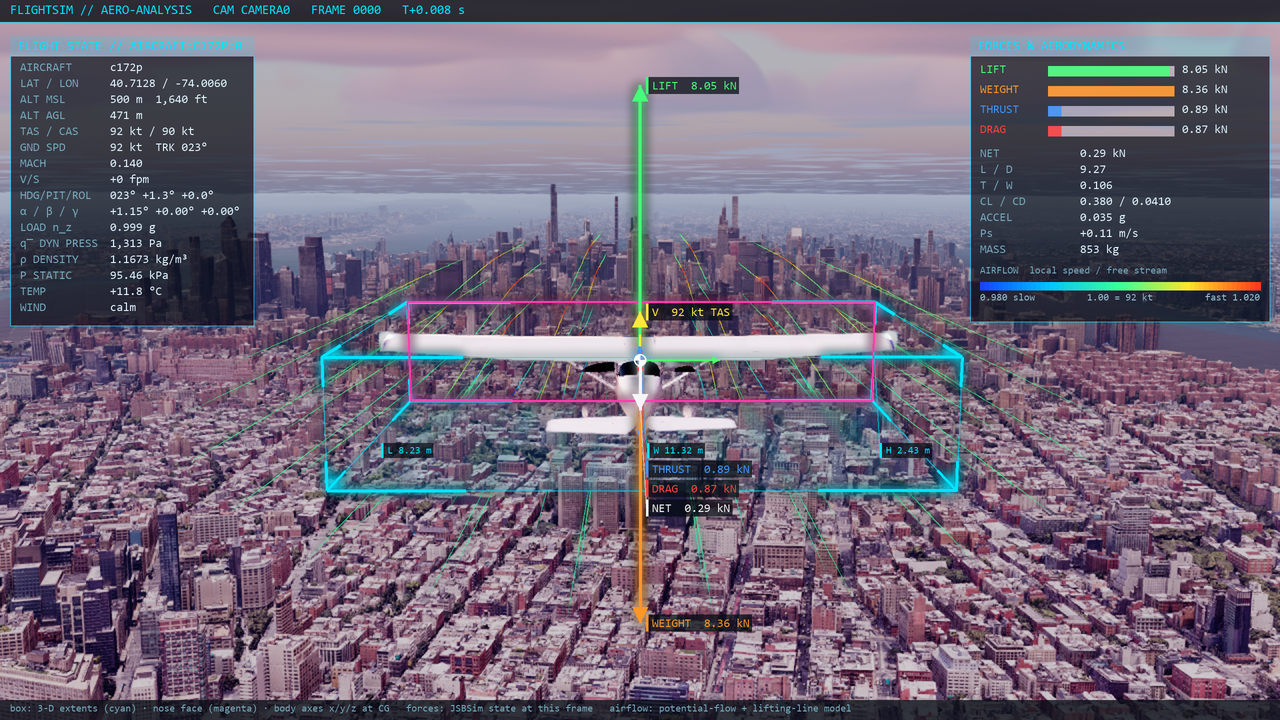 FLIGHTSIM // AERO-ANALYSIS CAM CAMERA0 FRAME 0000 T+0.008 s
AIRCRAFT c172p
LAT / LON 40.7128 / -74.0060
ALT MSL 500 m 1,640 ft
ALT AGL 471 m
TAS / CAS 92 kt / 90 kt
GND SPD 92 kt TRK 023°
MACH 0.140
V/S +0 fpm
HDG/PIT/ROL 023° +1.3° +0.0°
α / β / γ +1.15° +0.00° +0.00°
LOAD n_z 0.999 g
q‾ DYN PRESS 1,313 Pa
ρ DENSITY 1.1673 kg/m³
P STATIC 95.46 kPa
TEMP +11.8 °C
WIND calm
FORCES & AERODYNAMICS
LIFT 8.05 kN
WEIGHT 8.36 kN
THRUST 0.89 kN
DRAG 0.87 kN
NET 0.29 kN
L / D 9.27
T / W 0.106
CL / CD 0.380 / 0.0410
ACCEL 0.035 g
Ps +0.11 m/s
MASS 853 kg
AIRFLOW local speed / free stream
0.980 slow 1.00 = 92 kt fast 1.020
LIFT 8.05 kN
V 92 kt TAS
L 8.23 m
W 11.32 m
H 2.43 m
THRUST 0.89 kN
DRAG 0.87 kN
NET 0.29 kN
WEIGHT 8.36 kN
box: 3-D extents (cyan) · nose face (magenta) · body axes x/y/z at CG forces: JSBSim state at this frame airflow: potential-flow + lifting-line model